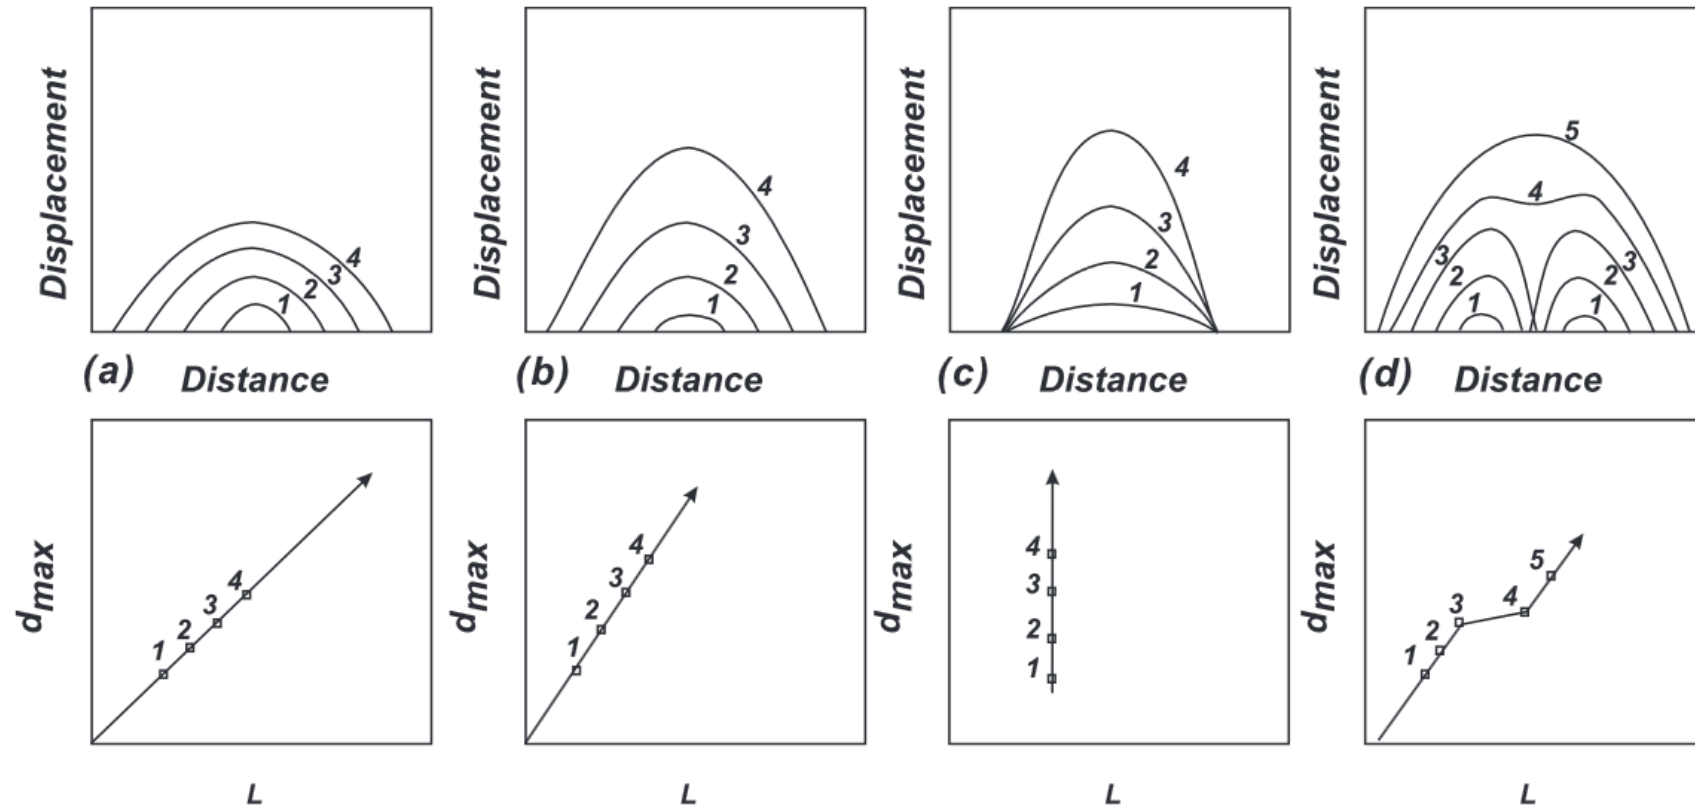 Displacement
1
2
3
4
(a) Distance
Displacement
1
2
3
4
(b) Distance
Displacement
1
2
3
4
(c) Distance
Displacement
5
4
3 3
2 2
1 1
(d) Distance
dmax
1
2
3
4
L
dmax
1
2
3
4
L
dmax
4
3
2
1
L
dmax
1
2
3
4
5
L